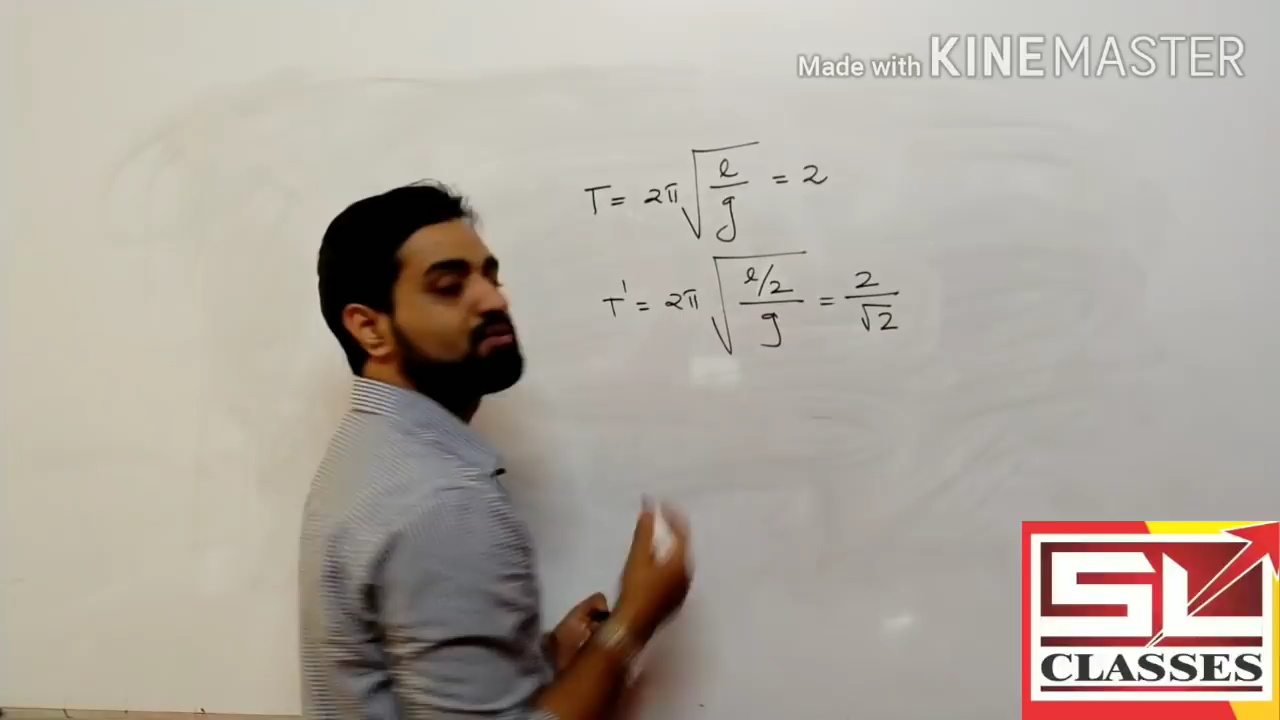 Made with KINEMASTER
T = 2π √(l/g) = 2
T' = 2π √((l/2)/g) = 2/√2
SL
CLASSES